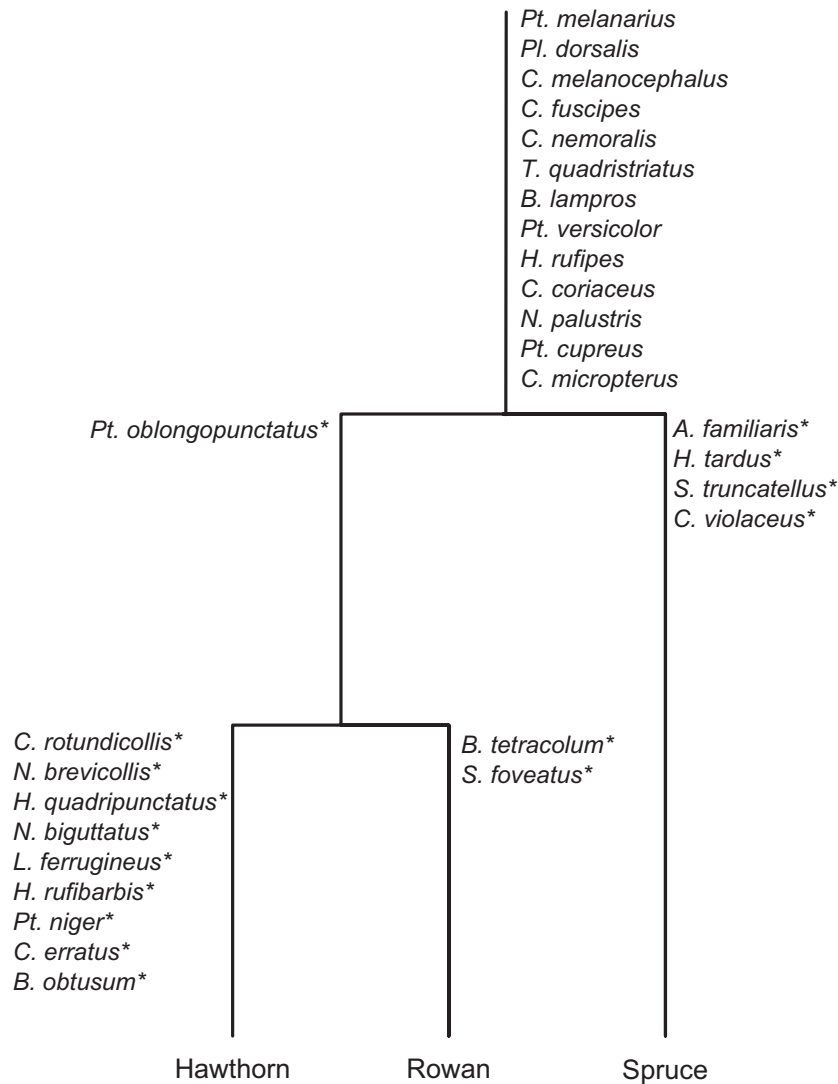 Pt. melanarius
Pl. dorsalis
C. melanocephalus
C. fuscipes
C. nemoralis
T. quadristriatus
B. lampros
Pt. versicolor
H. rufipes
C. coriaceus
N. palustris
Pt. cupreus
C. micropterus
Pt. oblongopunctatus*
A. familiaris*
H. tardus*
S. truncatellus*
C. violaceus*
C. rotundicollis*
N. brevicollis*
H. quadripunctatus*
N. biguttatus*
L. ferrugineus*
H. rufibarbis*
Pt. niger*
C. erratus*
B. obtusum*
B. tetracolum*
S. foveatus*
Hawthorn
Rowan
Spruce